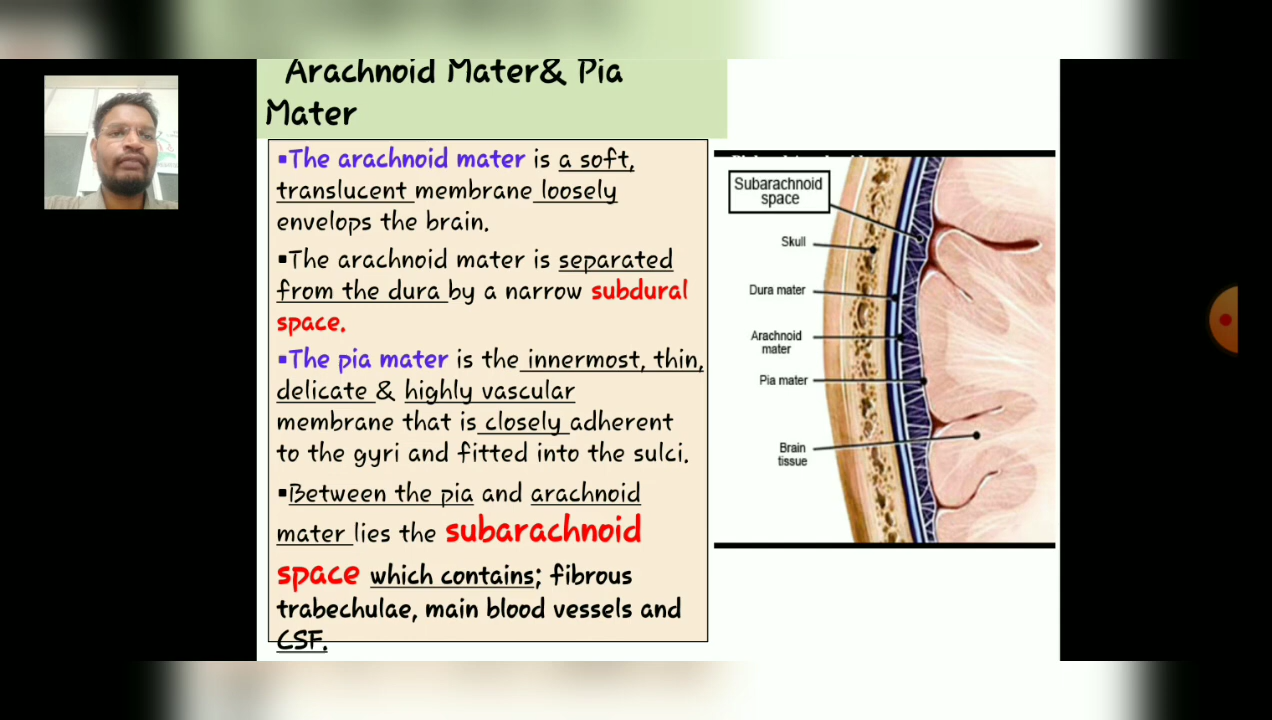 Arachnoid Mater& Pia
Mater
▪The arachnoid mater is a soft,
translucent membrane loosely
envelops the brain.
▪The arachnoid mater is separated
from the dura by a narrow subdural
space.
▪The pia mater is the innermost, thin,
delicate & highly vascular
membrane that is closely adherent
to the gyri and fitted into the sulci.
▪Between the pia and arachnoid
mater lies the subarachnoid
space which contains; fibrous
trabechulae, main blood vessels and
CSF.
Subarachnoid
space
Skull
Dura mater
Arachnoid
mater
Pia mater
Brain
tissue